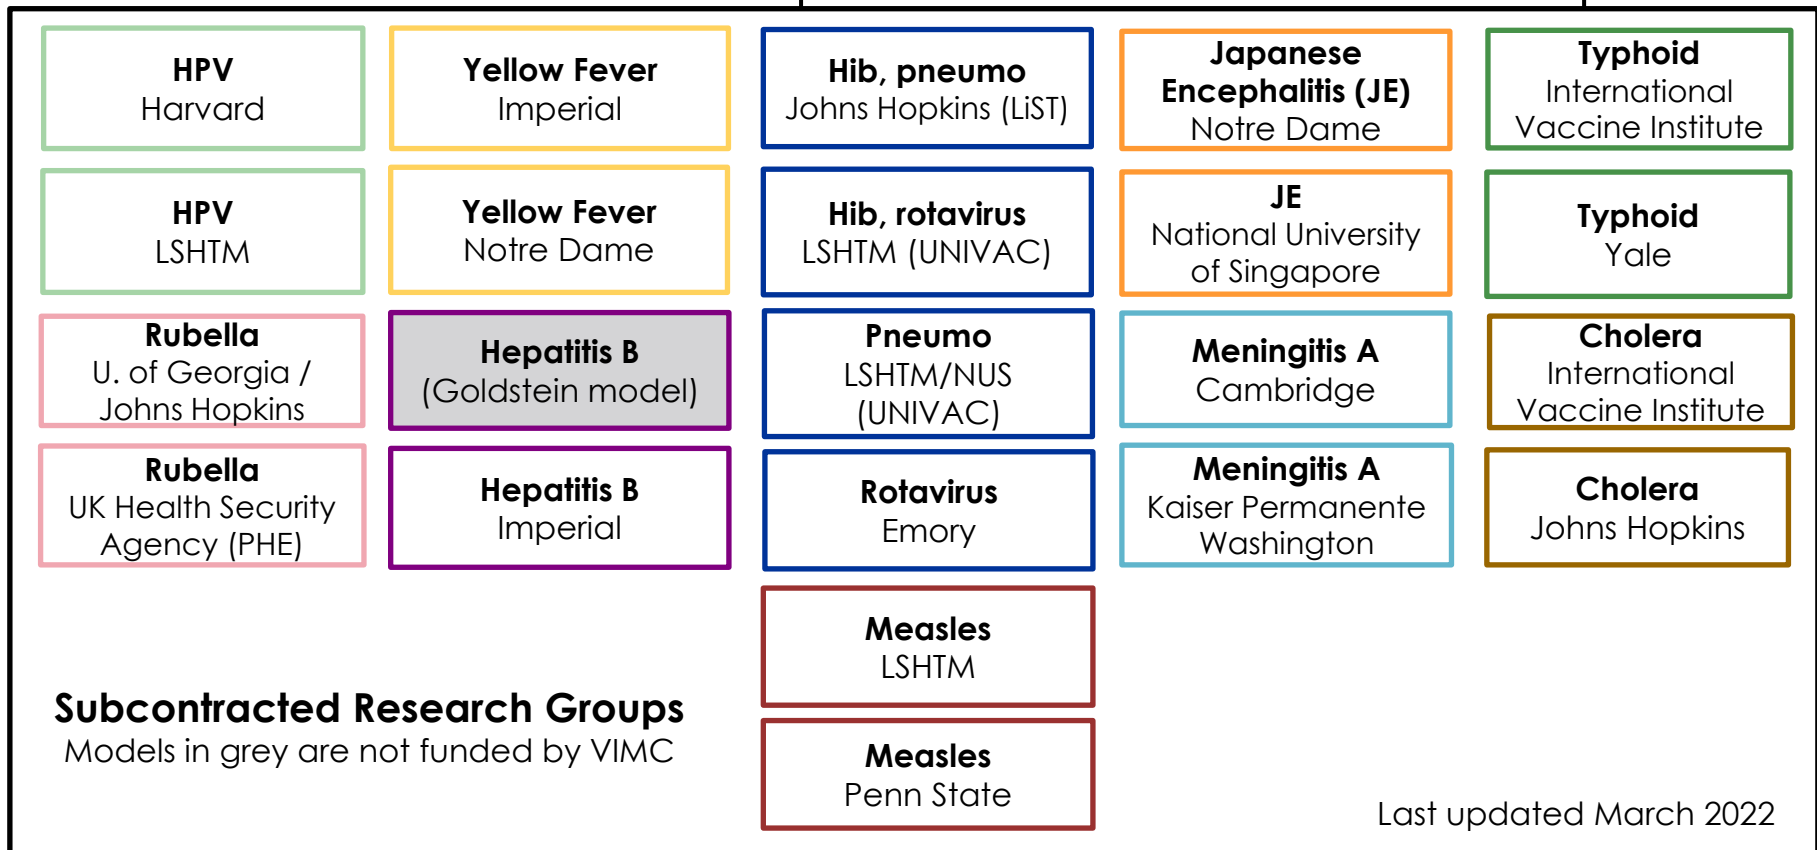 HPV
Harvard
Yellow Fever
Imperial
Hib, pneumo
Johns Hopkins (LiST)
Japanese
Encephalitis (JE)
Notre Dame
Typhoid
International
Vaccine Institute
HPV
LSHTM
Yellow Fever
Notre Dame
Hib, rotavirus
LSHTM (UNIVAC)
JE
National University
of Singapore
Typhoid
Yale
Rubella
U. of Georgia /
Johns Hopkins
Hepatitis B
(Goldstein model)
Pneumo
LSHTM/NUS
(UNIVAC)
Meningitis A
Cambridge
Cholera
International
Vaccine Institute
Rubella
UK Health Security
Agency (PHE)
Hepatitis B
Imperial
Rotavirus
Emory
Meningitis A
Kaiser Permanente
Washington
Cholera
Johns Hopkins
Measles
LSHTM
Subcontracted Research Groups
Models in grey are not funded by VIMC
Measles
Penn State
Last updated March 2022